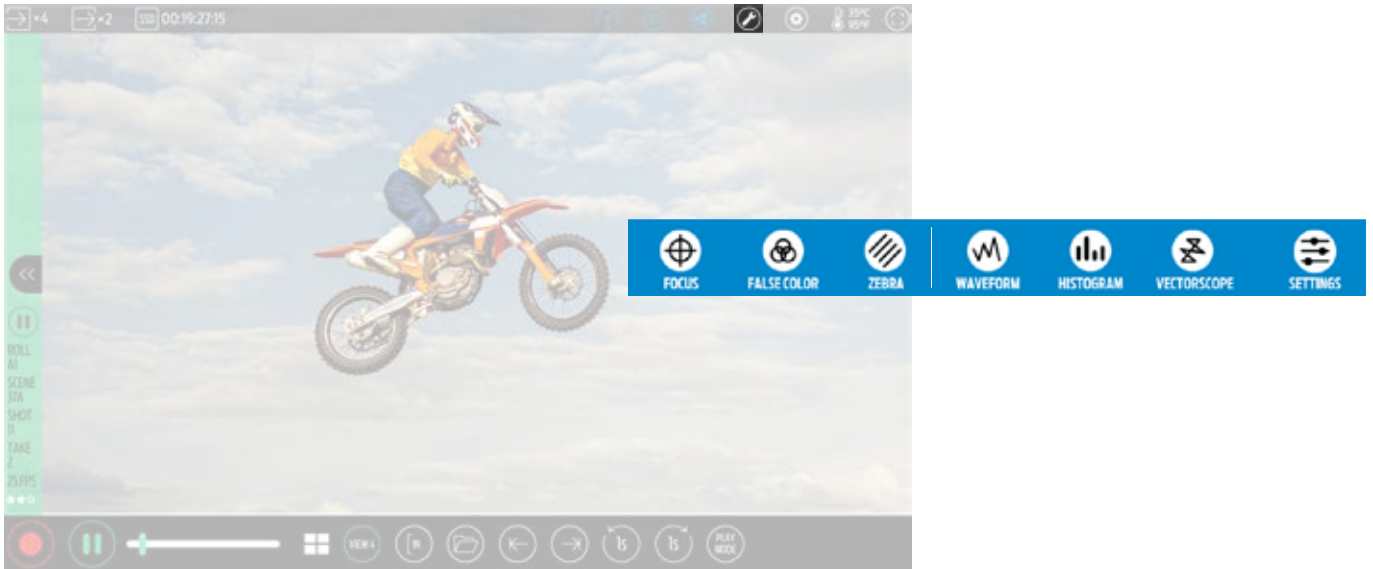 ×4
×2
SSD 00:19:27:15
35°C
95°F
FOCUS
FALSE COLOR
ZEBRA
WAVEFORM
HISTOGRAM
VECTORSCOPE
SETTINGS
ROLL
A1
SCENE
37A
SHOT
11
TAKE
2
25 FPS
VIEW 4
IN
1s
1s
PLAY
MODE